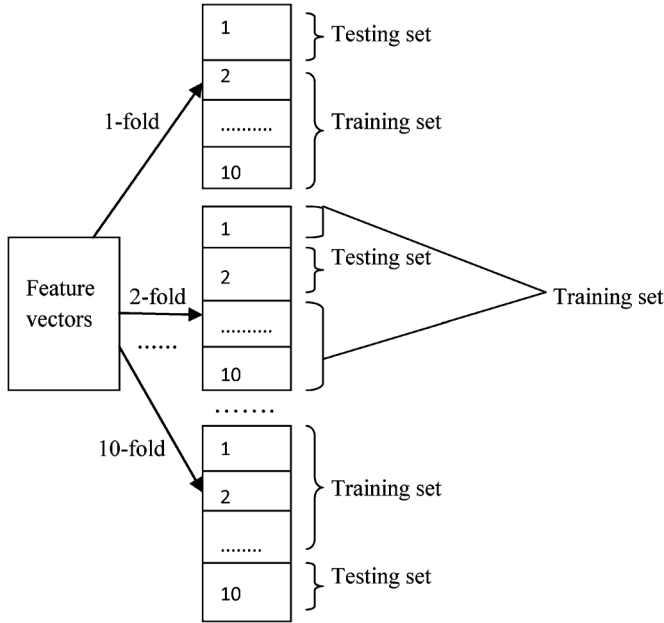 1
Testing set
2
1-fold
..........
Training set
10
1
Testing set
2
Feature
vectors
2-fold
..........
......
Training set
10
.......
10-fold
1
2
Training set
........
10
Testing set